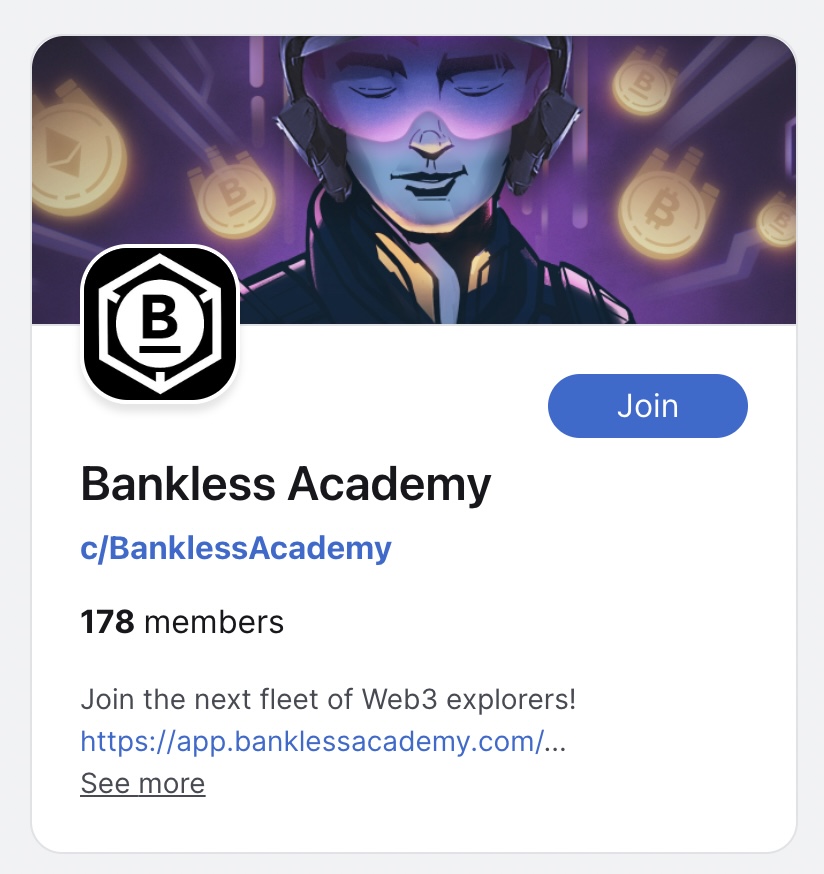 B
Join
Bankless Academy
c/BanklessAcademy
178 members
Join the next fleet of Web3 explorers!
https://app.banklessacademy.com/...
See more